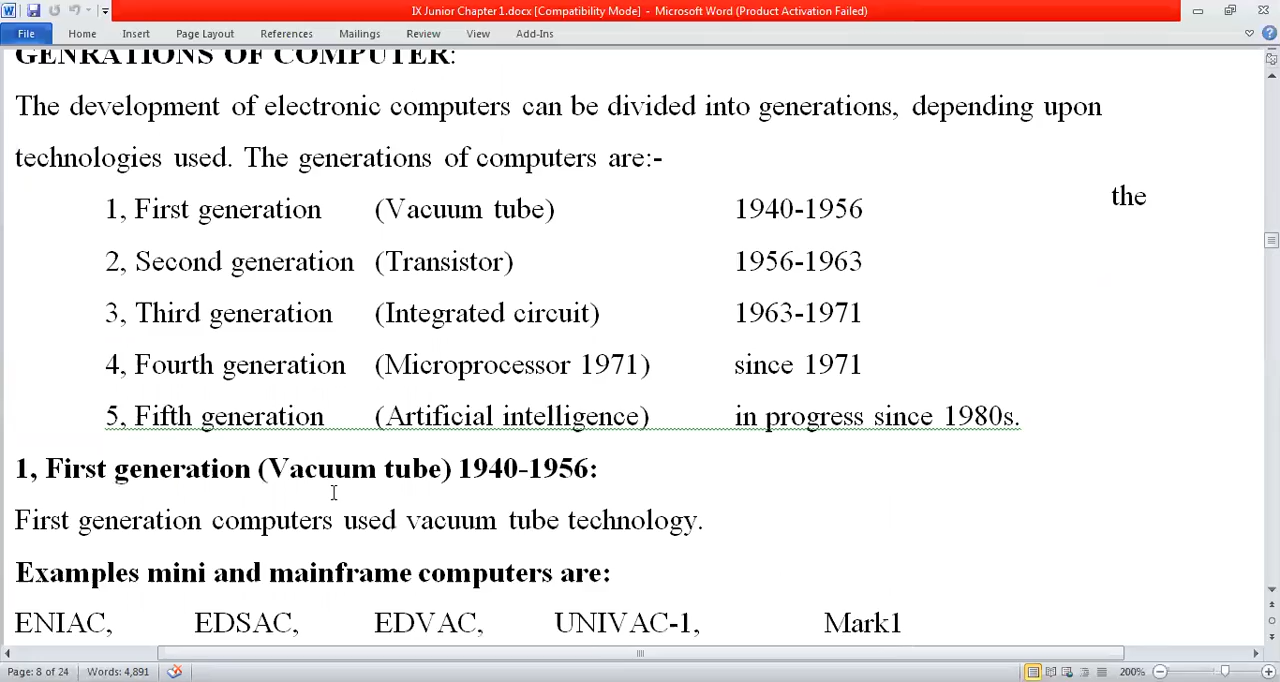 IX Junior Chapter 1.docx [Compatibility Mode] - Microsoft Word (Product Activation Failed)
File Home Insert Page Layout References Mailings Review View Add-Ins
GENRATIONS OF COMPUTER:
The development of electronic computers can be divided into generations, depending upon
the
technologies used. The generations of computers are:-
1, First generation (Vacuum tube) 1940-1956
2, Second generation (Transistor) 1956-1963
3, Third generation (Integrated circuit) 1963-1971
4, Fourth generation (Microprocessor 1971) since 1971
5, Fifth generation (Artificial intelligence) in progress since 1980s.
1, First generation (Vacuum tube) 1940-1956:
First generation computers used vacuum tube technology.
Examples mini and mainframe computers are:
ENIAC, EDSAC, EDVAC, UNIVAC-1, Mark1
Page: 8 of 24 Words: 4,891 200%